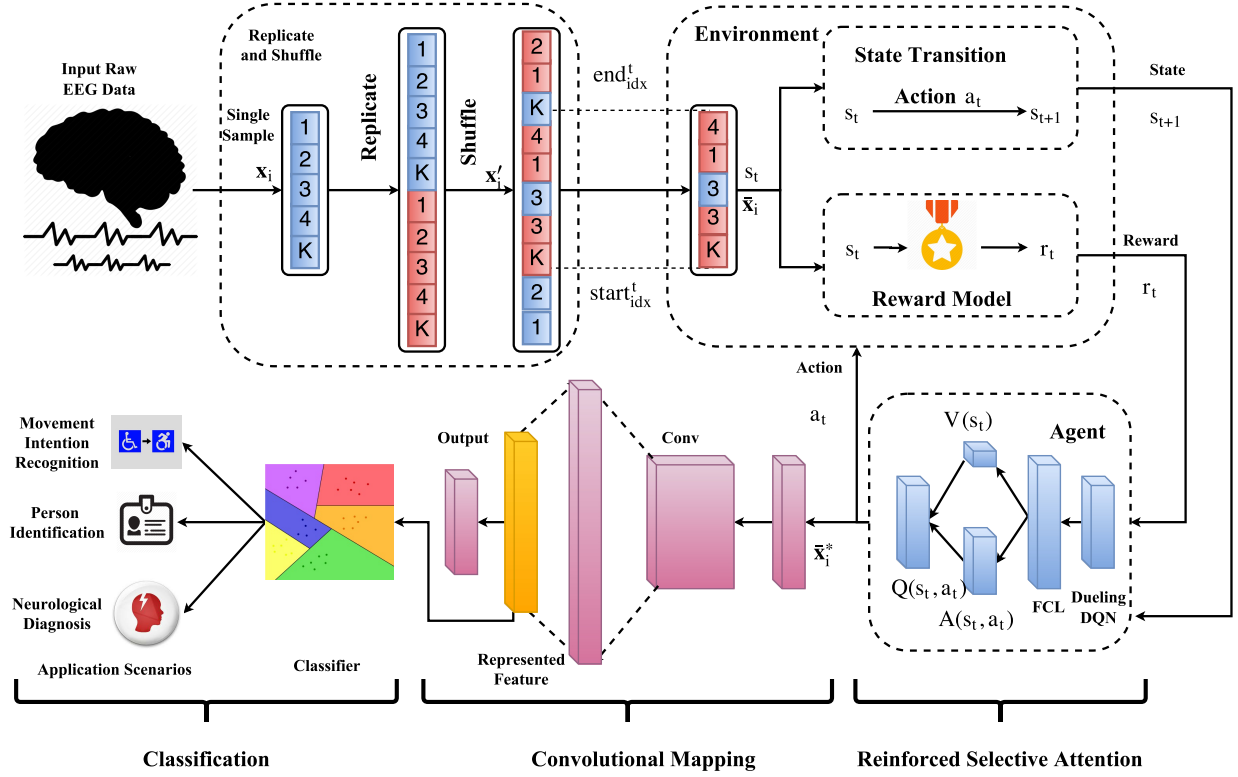 Input Raw
EEG Data
Replicate
and Shuffle
Single
Sample
x_i
1
2
3
4
K
Replicate
1
2
3
4
K
1
2
3
4
K
Shuffle
x′_i
2
1
K
4
1
3
3
K
2
1
end^t_idx
start^t_idx
Environment
4
1
3
3
K
s_t
x̄_i
State Transition
s_t
Action a_t
s_{t+1}
s_t
r_t
Reward Model
State
s_{t+1}
Reward
r_t
Action
a_t
Agent
V(s_t)
Q(s_t, a_t)
A(s_t, a_t)
FCL
Dueling
DQN
x̄*_i
Conv
Output
Represented
Feature
Classifier
Movement
Intention
Recognition
Person
Identification
Neurological
Diagnosis
Application Scenarios
Classification
Convolutional Mapping
Reinforced Selective Attention